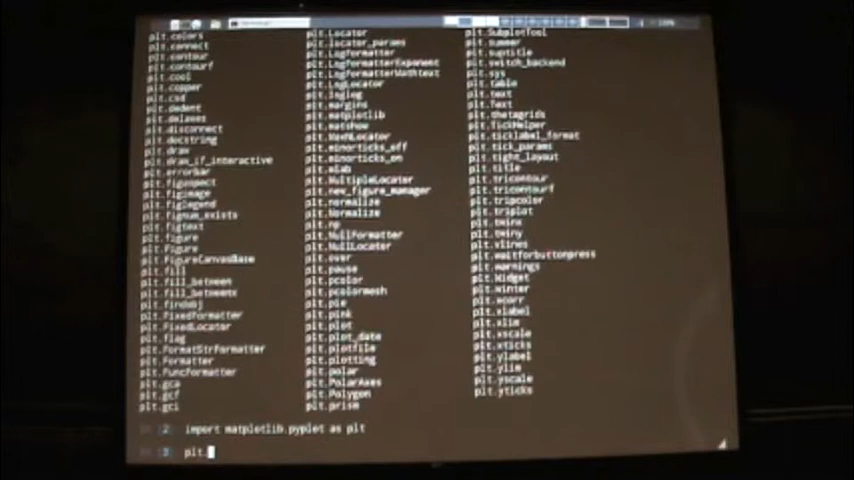 plt.colors
plt.connect
plt.contour
plt.contourf
plt.cool
plt.copper
plt.csd
plt.dedent
plt.delaxes
plt.disconnect
plt.docstring
plt.draw
plt.draw_if_interactive
plt.errorbar
plt.figaspect
plt.figimage
plt.figlegend
plt.fignum_exists
plt.figtext
plt.figure
plt.Figure
plt.FigureCanvasBase
plt.fill
plt.fill_between
plt.fill_betweenx
plt.findobj
plt.FixedFormatter
plt.FixedLocator
plt.flag
plt.FormatStrFormatter
plt.Formatter
plt.FuncFormatter
plt.gca
plt.gcf
plt.gci
plt.Locator
plt.locator_params
plt.LogFormatter
plt.LogFormatterExponent
plt.LogFormatterMathtext
plt.LogLocator
plt.loglog
plt.margins
plt.matplotlib
plt.matshow
plt.MaxNLocator
plt.minorticks_off
plt.minorticks_on
plt.mlab
plt.MultipleLocator
plt.new_figure_manager
plt.normalize
plt.Normalize
plt.np
plt.NullFormatter
plt.NullLocator
plt.over
plt.pause
plt.pcolor
plt.pcolormesh
plt.pie
plt.pink
plt.plot
plt.plot_date
plt.plotfile
plt.plotting
plt.polar
plt.PolarAxes
plt.Polygon
plt.prism
plt.SubplotTool
plt.summer
plt.suptitle
plt.switch_backend
plt.sys
plt.table
plt.text
plt.Text
plt.thetagrids
plt.TickHelper
plt.ticklabel_format
plt.tick_params
plt.tight_layout
plt.title
plt.tricontour
plt.tricontourf
plt.tripcolor
plt.triplot
plt.twinx
plt.twiny
plt.vlines
plt.waitforbuttonpress
plt.warnings
plt.Widget
plt.winter
plt.xcorr
plt.xlabel
plt.xlim
plt.xscale
plt.xticks
plt.ylabel
plt.ylim
plt.yscale
plt.yticks
2 import matplotlib.pyplot as plt
3 plt.